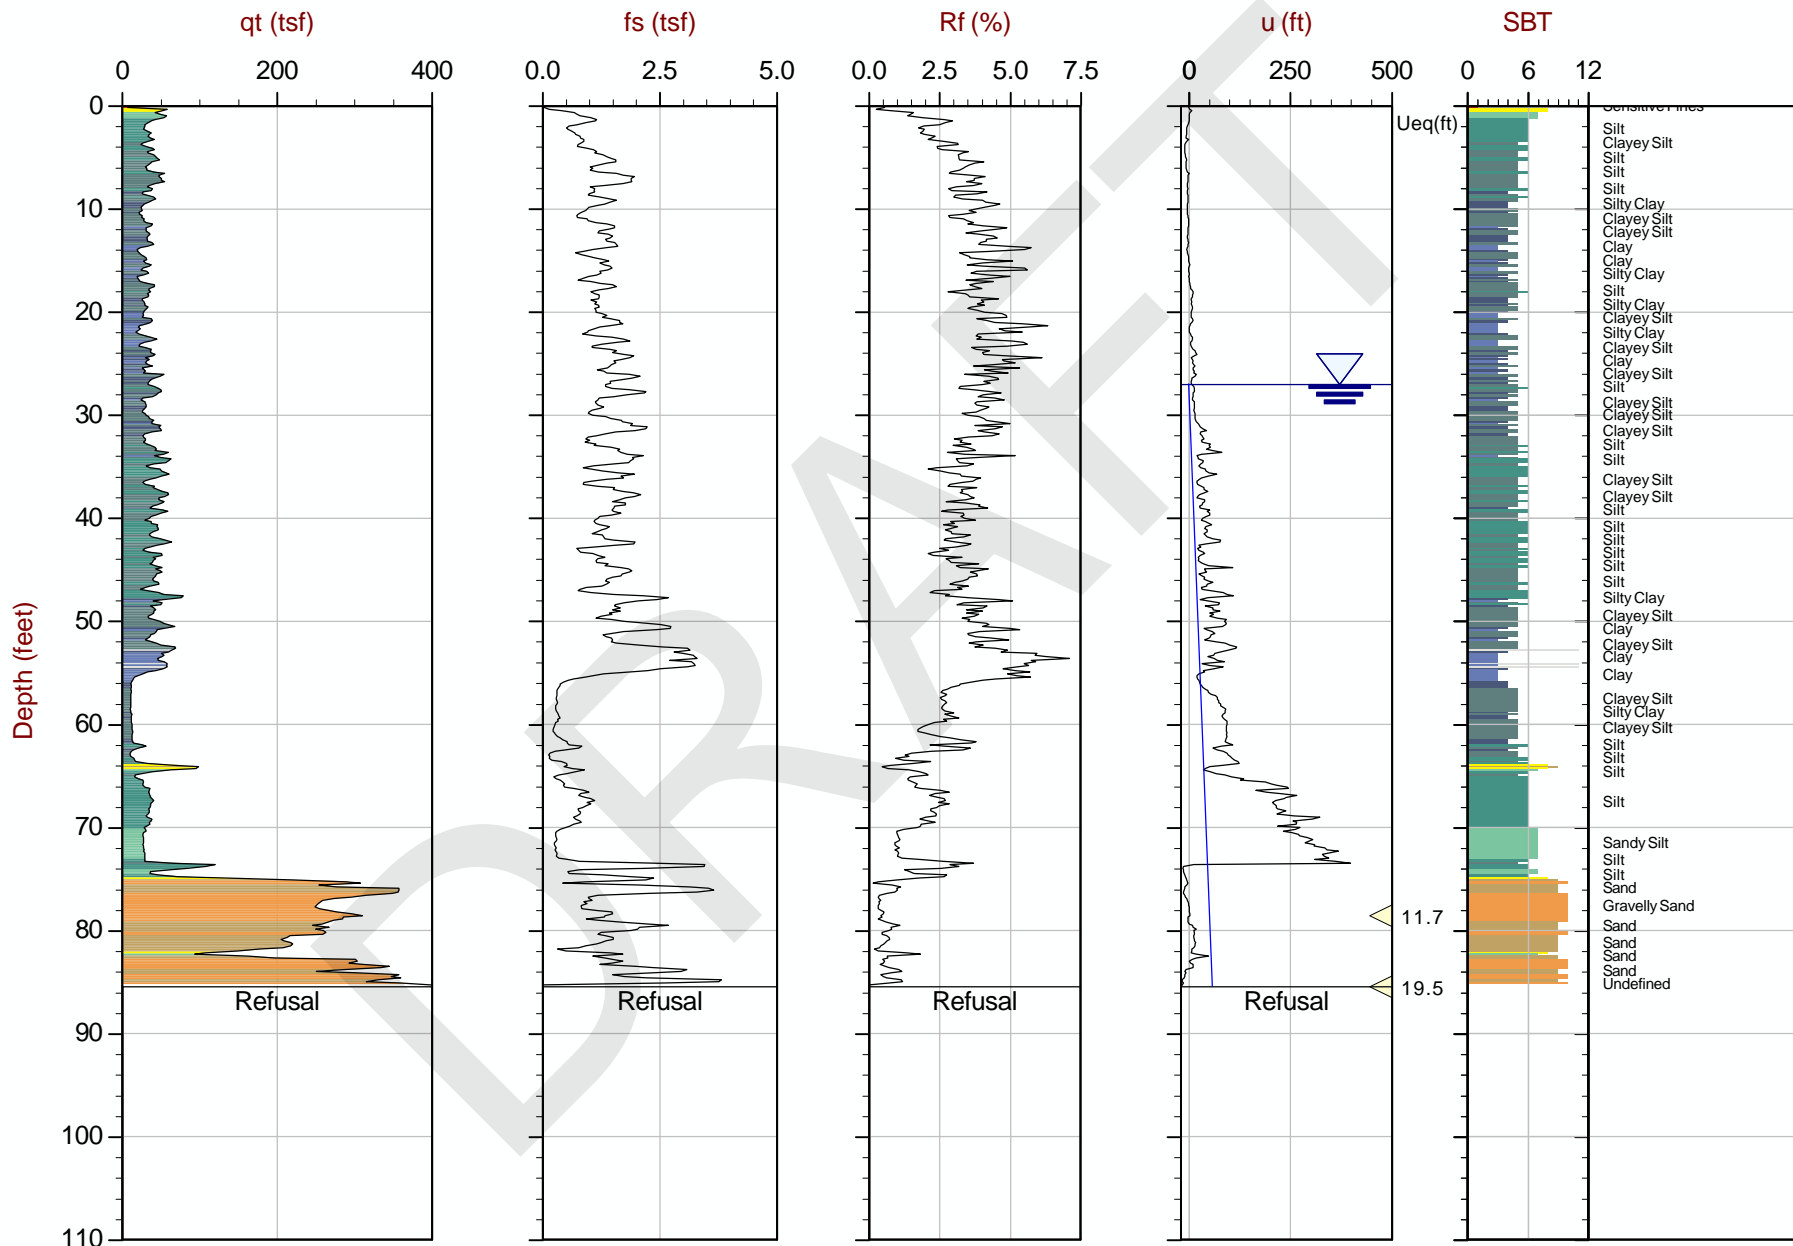 qt (tsf)
fs (tsf)
Rf (%)
u (ft)
SBT
0 200 400
0.0 2.5 5.0
0.0 2.5 5.0 7.5
0 250 500
0 6 12
Depth (feet)
0
10
20
30
40
50
60
70
80
90
100
110
Refusal
Refusal
Refusal
Refusal
Ueq(ft)
11.7
19.5
Sensitive Fines
Silt
Clayey Silt
Silt
Silt
Silt
Silty Clay
Clayey Silt
Clayey Silt
Clay
Clay
Silty Clay
Silt
Silty Clay
Clayey Silt
Silty Clay
Clayey Silt
Clay
Clayey Silt
Silt
Clayey Silt
Clayey Silt
Clayey Silt
Silt
Silt
Clayey Silt
Clayey Silt
Silt
Silt
Silt
Silt
Silt
Silt
Silty Clay
Clayey Silt
Clay
Clayey Silt
Clay
Clay
Clayey Silt
Silty Clay
Clayey Silt
Silt
Silt
Silt
Silt
Sandy Silt
Silt
Silt
Sand
Gravelly Sand
Sand
Sand
Sand
Sand
Undefined
DRAFT